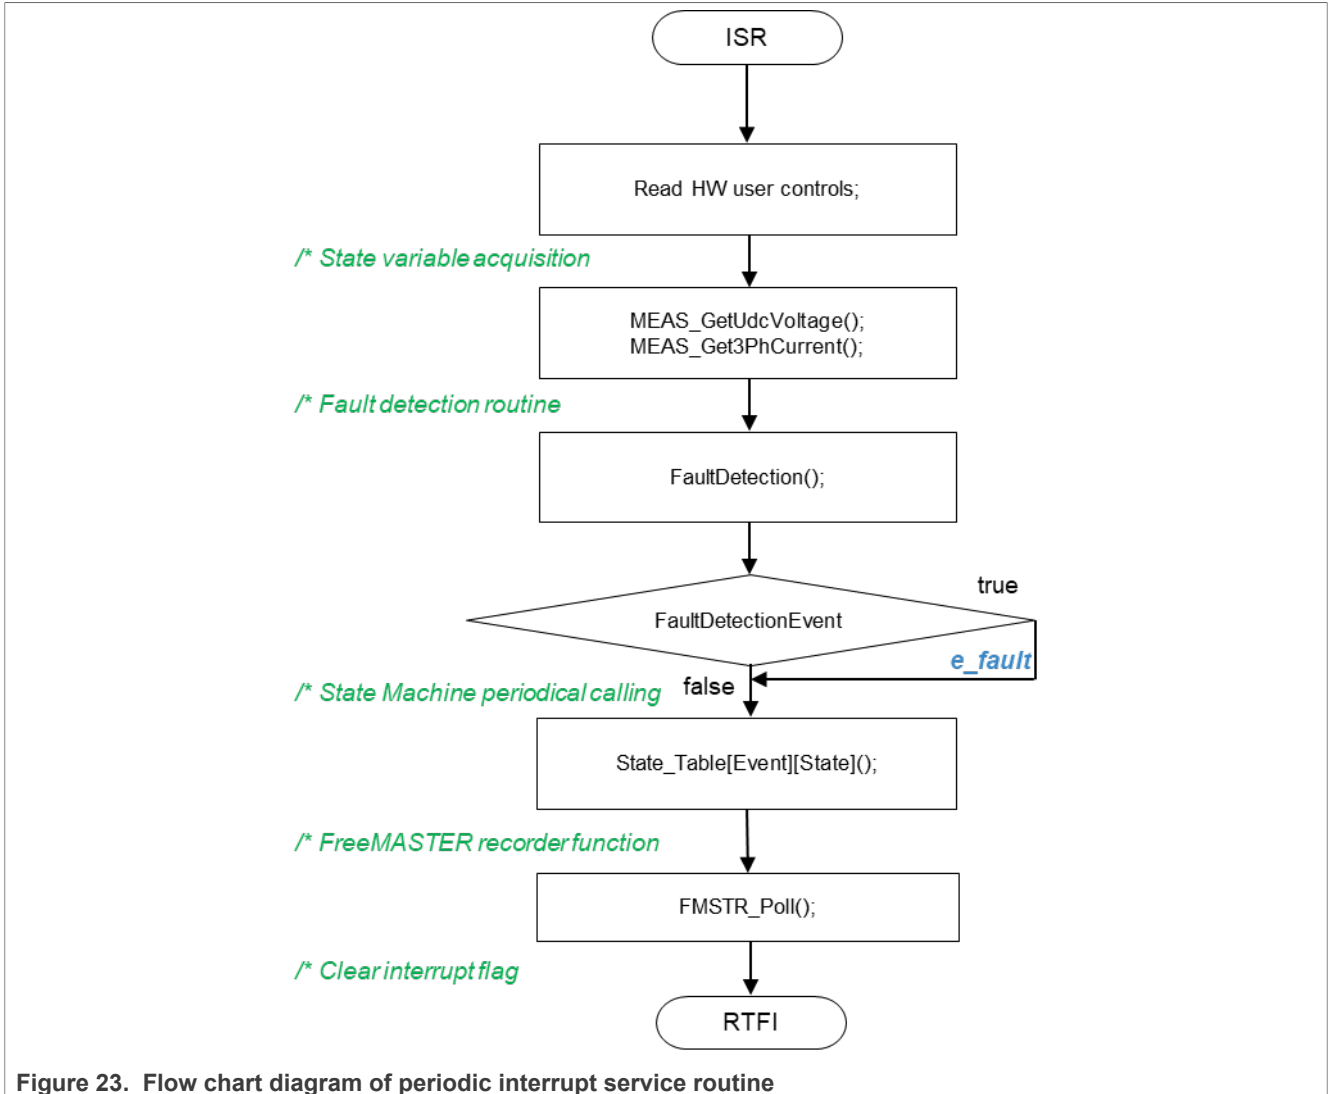 ISR
Read HW user controls;
/* State variable acquisition
MEAS_GetUdcVoltage();
MEAS_Get3PhCurrent();
/* Fault detection routine
FaultDetection();
true
FaultDetectionEvent
e_fault
/* State Machine periodical calling
false
State_Table[Event][State]();
/* FreeMASTER recorder function
FMSTR_Poll();
/* Clear interrupt flag
RTFI
Figure 23. Flow chart diagram of periodic interrupt service routine